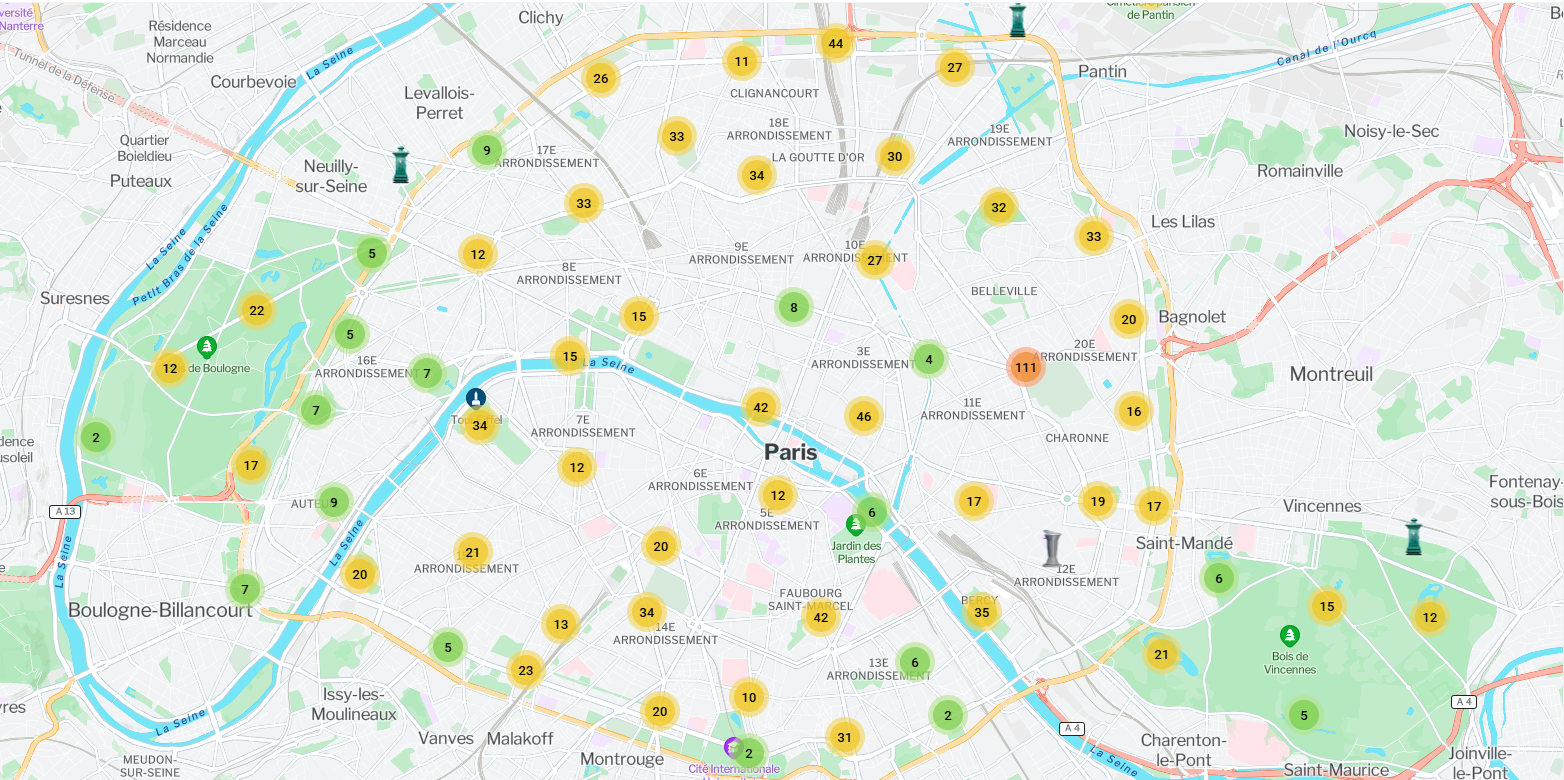 Clichy
Cimetière parisien
de Pantin
Résidence
Marceau
Normandie
Université
Nanterre
Tunnel de la Défense
La Seine
Courbevoie
44
11
26
27
Canal de l'Ourcq
Pantin
Levallois-
Perret
CLIGNANCOURT
18E
ARRONDISSEMENT
19E
ARRONDISSEMENT
Noisy-le-Sec
33
Quartier
Boieldieu
9
17E
ARRONDISSEMENT
LA GOUTTE D'OR
30
Neuilly-
sur-Seine
34
Romainville
Puteaux
33
32
Les Lilas
33
La Seine
Petit Bras de la Seine
5
12
9E
ARRONDISSEMENT
10E
ARRONDISSEMENT
27
8E
ARRONDISSEMENT
BELLEVILLE
Suresnes
22
15
8
20
Bagnolet
5
16E
ARRONDISSEMENT
15
La Seine
3E
ARRONDISSEMENT
4
20E
ARRONDISSEMENT
111
12
s de Boulogne
7
Montreuil
7
Tour Eiffel
34
42
46
11E
ARRONDISSEMENT
16
7E
ARRONDISSEMENT
CHARONNE
2
Paris
17
12
6E
ARRONDISSEMENT
Fontenay-
sous-Bois
AUTE
9
12
5E
ARRONDISSEMENT
6
17
19
17
Vincennes
A 13
La Seine
La Seine
20
21
ARRONDISSEMENT
20
Jardin des
Plantes
Saint-Mandé
12E
ARRONDISSEMENT
6
7
Boulogne-Billancourt
FAUBOURG
SAINT-MARCEL
42
BERCY
35
15
12
13
34
14E
ARRONDISSEMENT
5
23
13E
ARRONDISSEMENT
6
21
Bois de
Vincennes
Issy-les-
Moulineaux
La Seine
20
10
2
5
A 4
Vanves
Malakoff
31
A 4
La Seine
Charenton-
le-Pont
Montrouge
2
Cité Internationale
MEUDON-
SUR-SEINE
Saint-Maurice
Joinville-
le-Pont